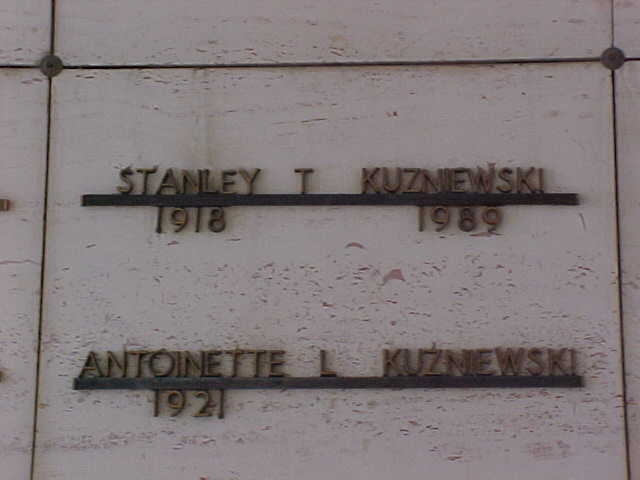 STANLEY T KUZNIEWSKI
1918 1989
ANTOINETTE L KUZNIEWSKI
1921